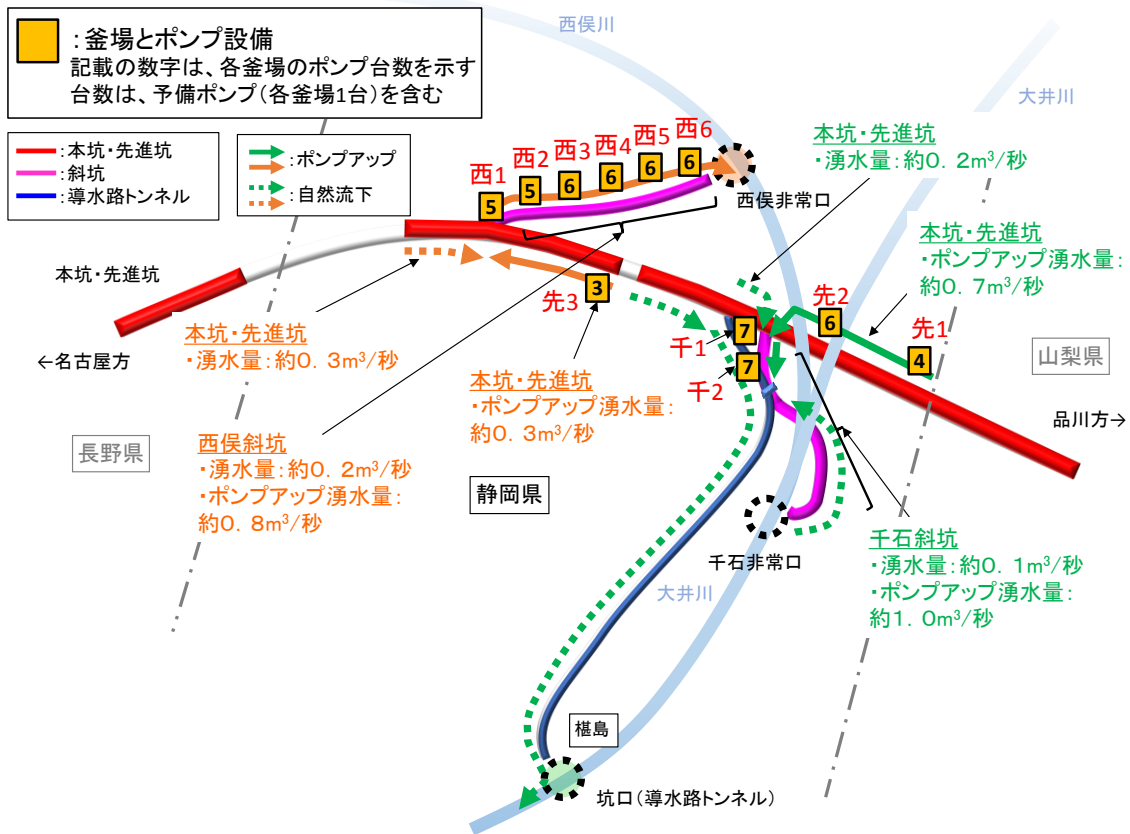 ：釜場とポンプ設備
記載の数字は、各釜場のポンプ台数を示す
台数は、予備ポンプ（各釜場1台）を含む
：本坑・先進坑
：斜坑
：導水路トンネル
：ポンプアップ
：自然流下
西俣川
大井川
西1
西2
西3
西4
西5
西6
5
5
6
6
6
6
西俣非常口
本坑・先進坑
・湧水量：約0．2m³/秒
本坑・先進坑
・ポンプアップ湧水量：
約0．7m³/秒
本坑・先進坑
←名古屋方
先3
3
先2
6
先1
4
千1
7
千2
7
山梨県
品川方→
本坑・先進坑
・湧水量：約0．3m³/秒
本坑・先進坑
・ポンプアップ湧水量：
約0．3m³/秒
長野県
西俣斜坑
・湧水量：約0．2m³/秒
・ポンプアップ湧水量：
約0．8m³/秒
静岡県
千石非常口
千石斜坑
・湧水量：約0．1m³/秒
・ポンプアップ湧水量：
約1．0m³/秒
大井川
椹島
坑口（導水路トンネル）